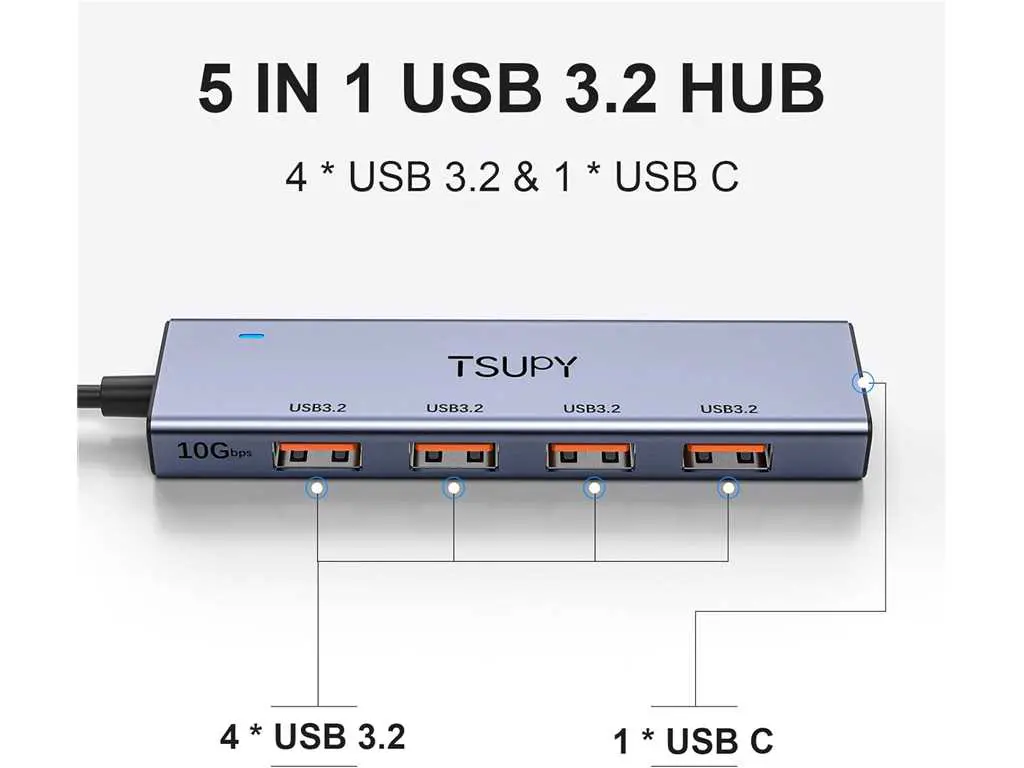 5 IN 1 USB 3.2 HUB
4 * USB 3.2 & 1 * USB C
TSUPY
USB3.2 USB3.2 USB3.2 USB3.2
10Gbps
4 * USB 3.2
1 * USB C